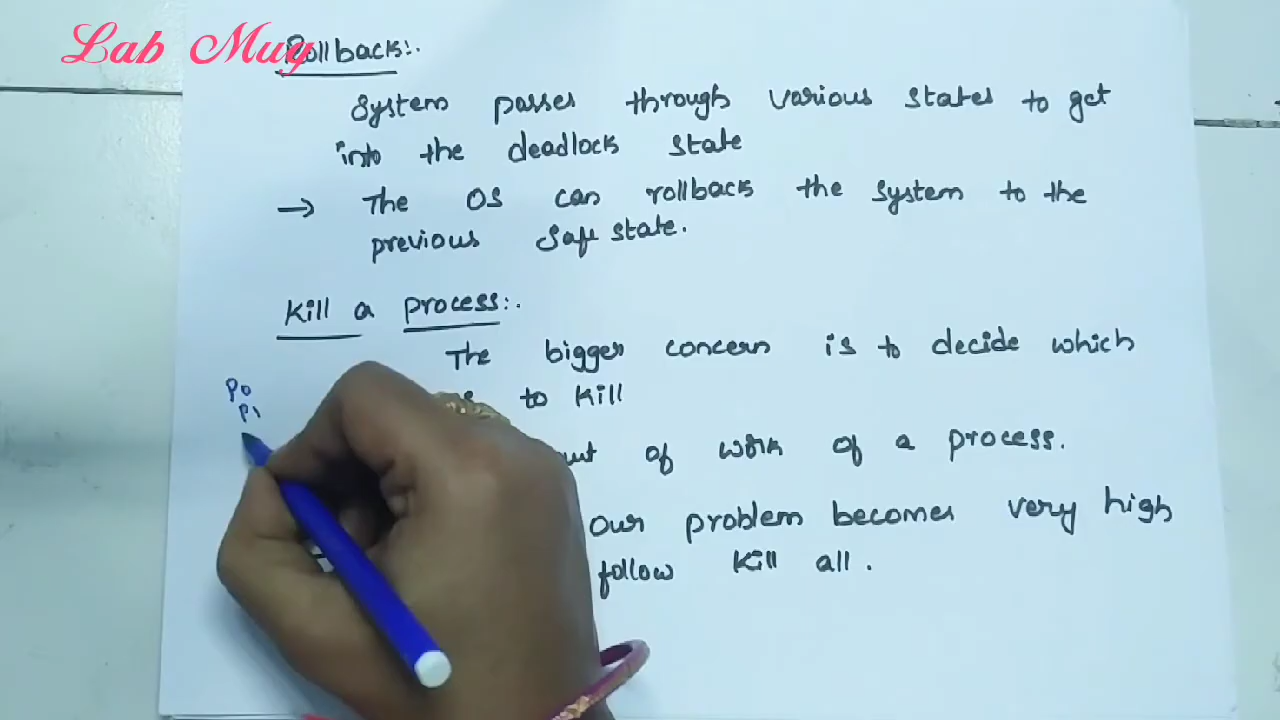 Lab Muy
Rollback:.
System passes through various states to get
into the deadlock state
→ The OS can rollback the system to the
previous safe state.
Kill a process:.
The bigger concern is to decide which
to kill
P0
P1
of work of a process.
our problem becomes very high
follow kill all.